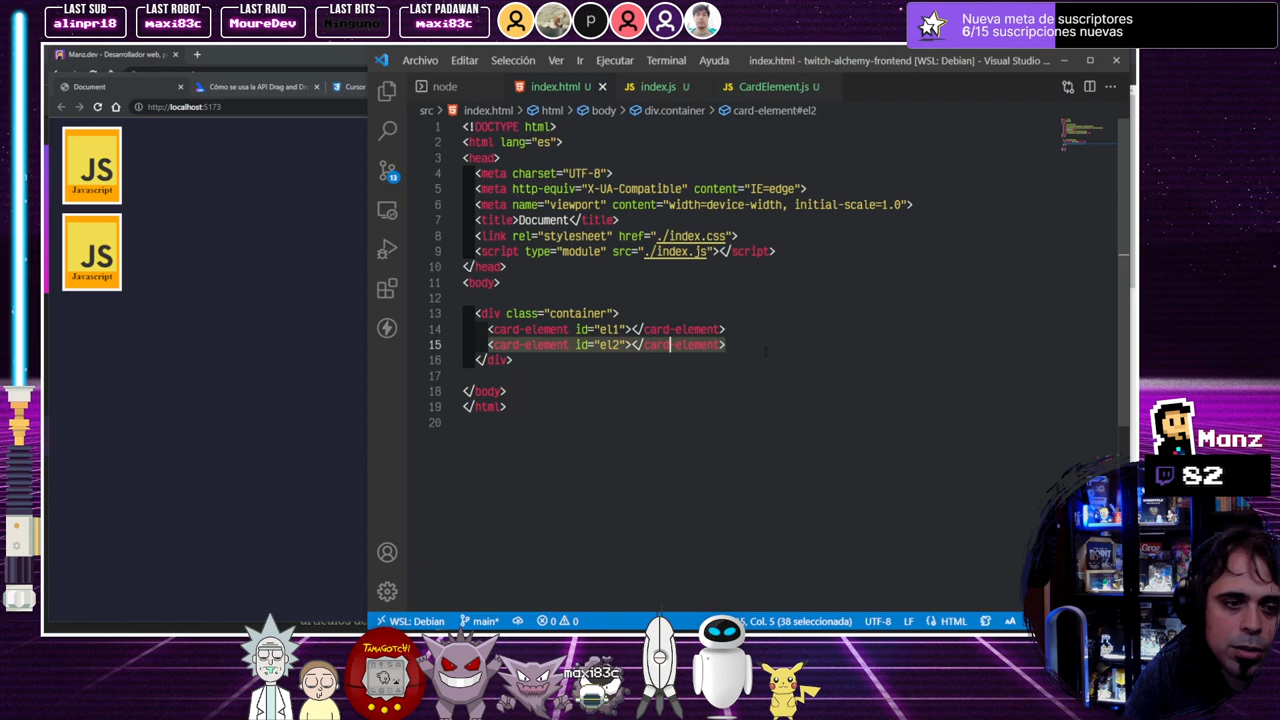 LAST SUB
alinpr18
LAST ROBOT
maxi83c
LAST RAID
MoureDev
LAST BITS
Ninguno
LAST PADAWAN
maxi83c
p
Nueva meta de suscriptores
6/15 suscripciones nuevas
Manz.dev - Desarrollador web, p
Document
Cómo se usa la API Drag and Dr
Cursor
http://localhost:5173
JS
Javascript
JS
Javascript
Archivo Editar Selección Ver Ir Ejecutar Terminal Ayuda
index.html - twitch-alchemy-frontend [WSL: Debian] - Visual Studio ...
node
index.html U
index.js U
CardElement.js U
src > index.html > html > body > div.container > card-element#el2
1 <!DOCTYPE html>
2 <html lang="es">
3 <head>
4 <meta charset="UTF-8">
5 <meta http-equiv="X-UA-Compatible" content="IE=edge">
6 <meta name="viewport" content="width=device-width, initial-scale=1.0">
7 <title>Document</title>
8 <link rel="stylesheet" href="./index.css">
9 <script type="module" src="./index.js"></script>
10 </head>
11 <body>
12
13 <div class="container">
14 <card-element id="el1"></card-element>
15 <card-element id="el2"></card-element>
16 </div>
17
18 </body>
19 </html>
20
13
Manz
82
WSL: Debian
main*
0 0
5, Col. 5 (38 seleccionada)
UTF-8
LF
HTML
TAMAGOTCHI
maxi83c